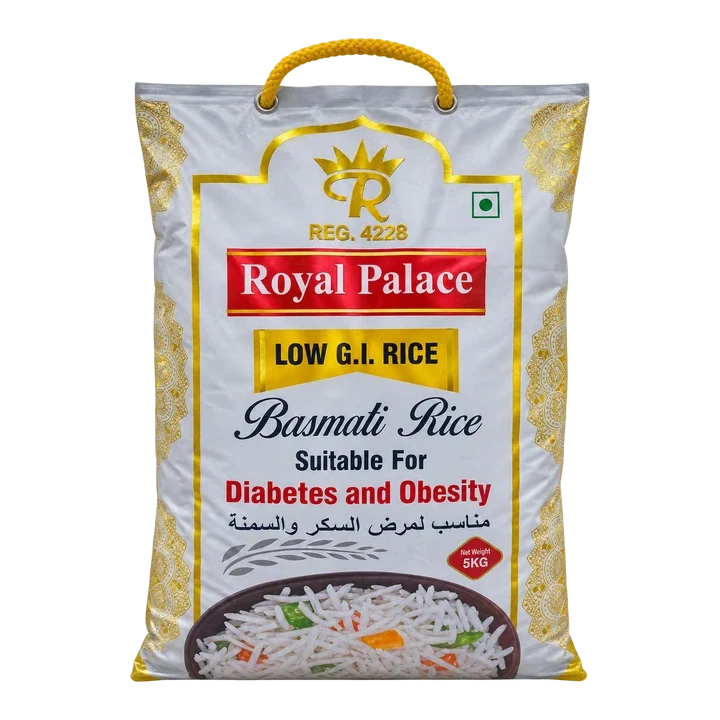 R
REG. 4228
Royal Palace
LOW G.I. RICE
Basmati Rice
Suitable For
Diabetes and Obesity
مناسب لمرض السكر والسمنة
Net Weight
5KG